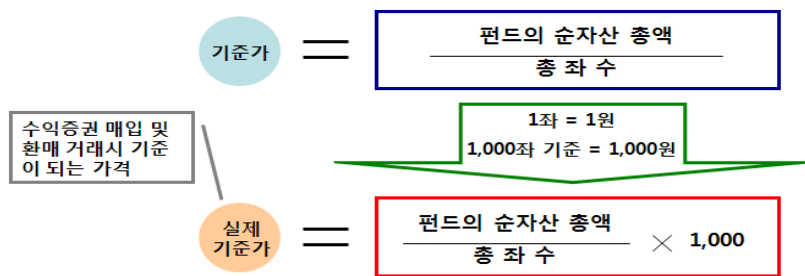 기준가
=
펀드의 순자산 총액
총 좌 수
수익증권 매입 및
환매 거래시 기준
이 되는 가격
1좌 = 1원
1,000좌 기준 = 1,000원
실제
기준가
=
펀드의 순자산 총액
총 좌 수
× 1,000